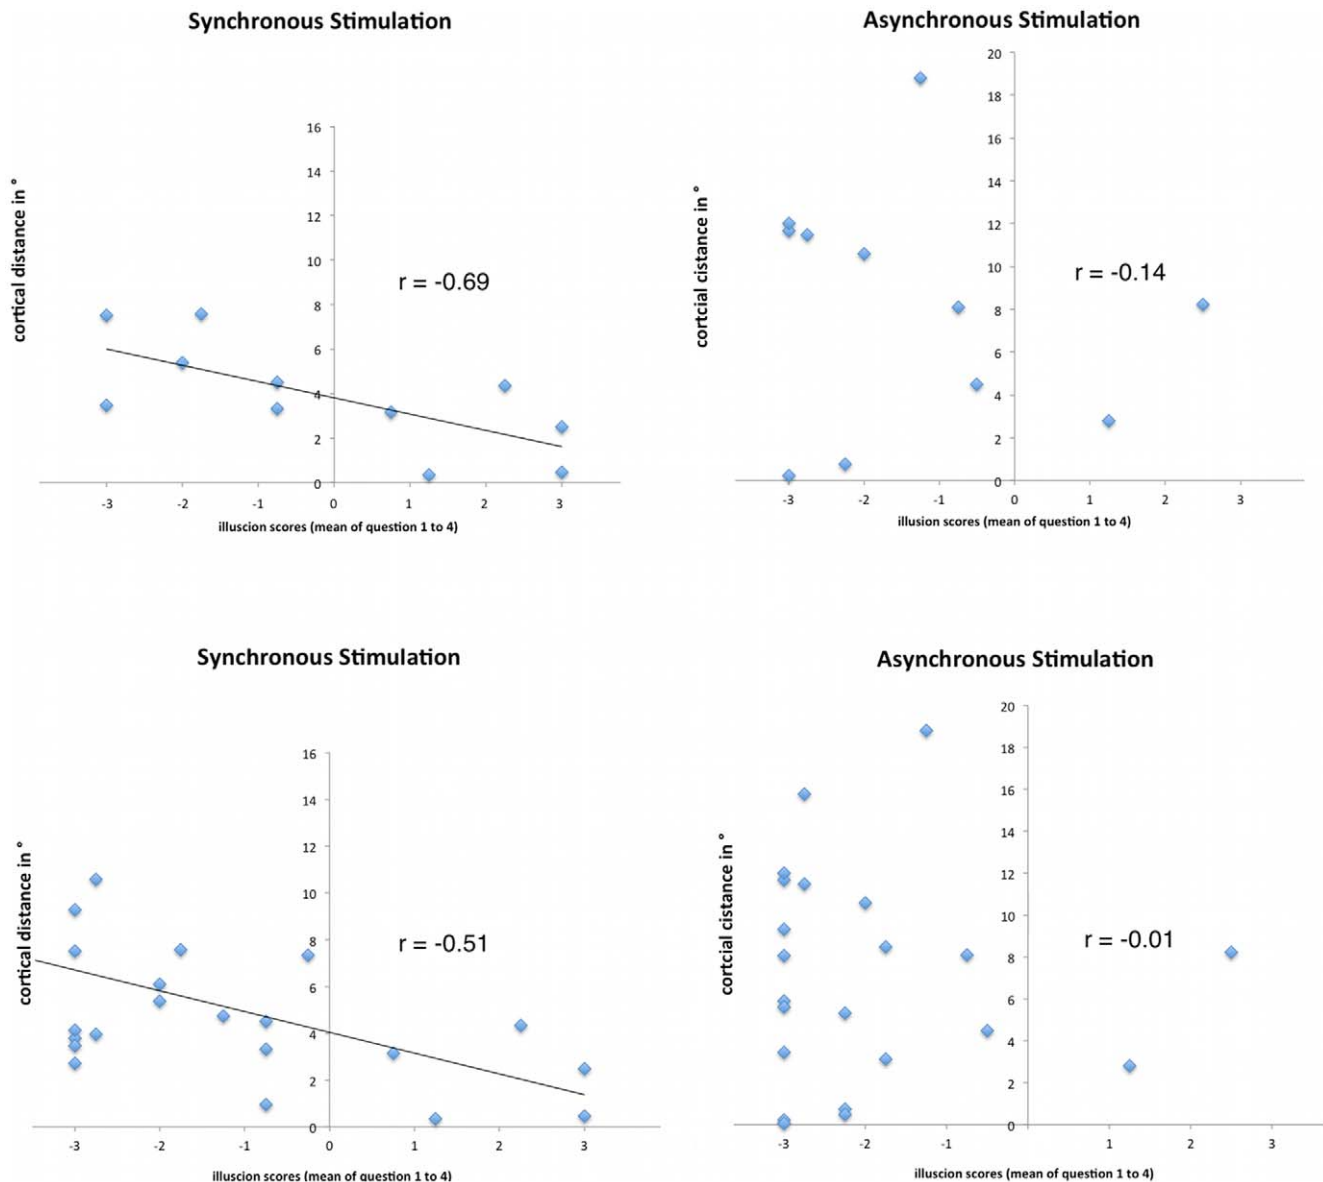 Synchronous Stimulation
cortical distance in °
16
14
12
10
8
6
4
2
0
r = -0.69
-3 -2 -1 0 1 2 3
illuscion scores (mean of question 1 to 4)
Asynchronous Stimulation
cortcial cistance in °
20
18
16
14
12
10
8
6
4
2
0
r = -0.14
-3 -2 -1 0 1 2 3
illusion scores (mean of question 1 to 4)
Synchronous Stimulation
cortical distance in °
16
14
12
10
8
6
4
2
0
r = -0.51
-3 -2 -1 0 1 2 3
illuscion scores (mean of question 1 to 4)
Asynchronous Stimulation
cortcial cistance in °
20
18
16
14
12
10
8
6
4
2
0
r = -0.01
-3 -2 -1 1 2 3
illuscion scores (mean of question 1 to 4)